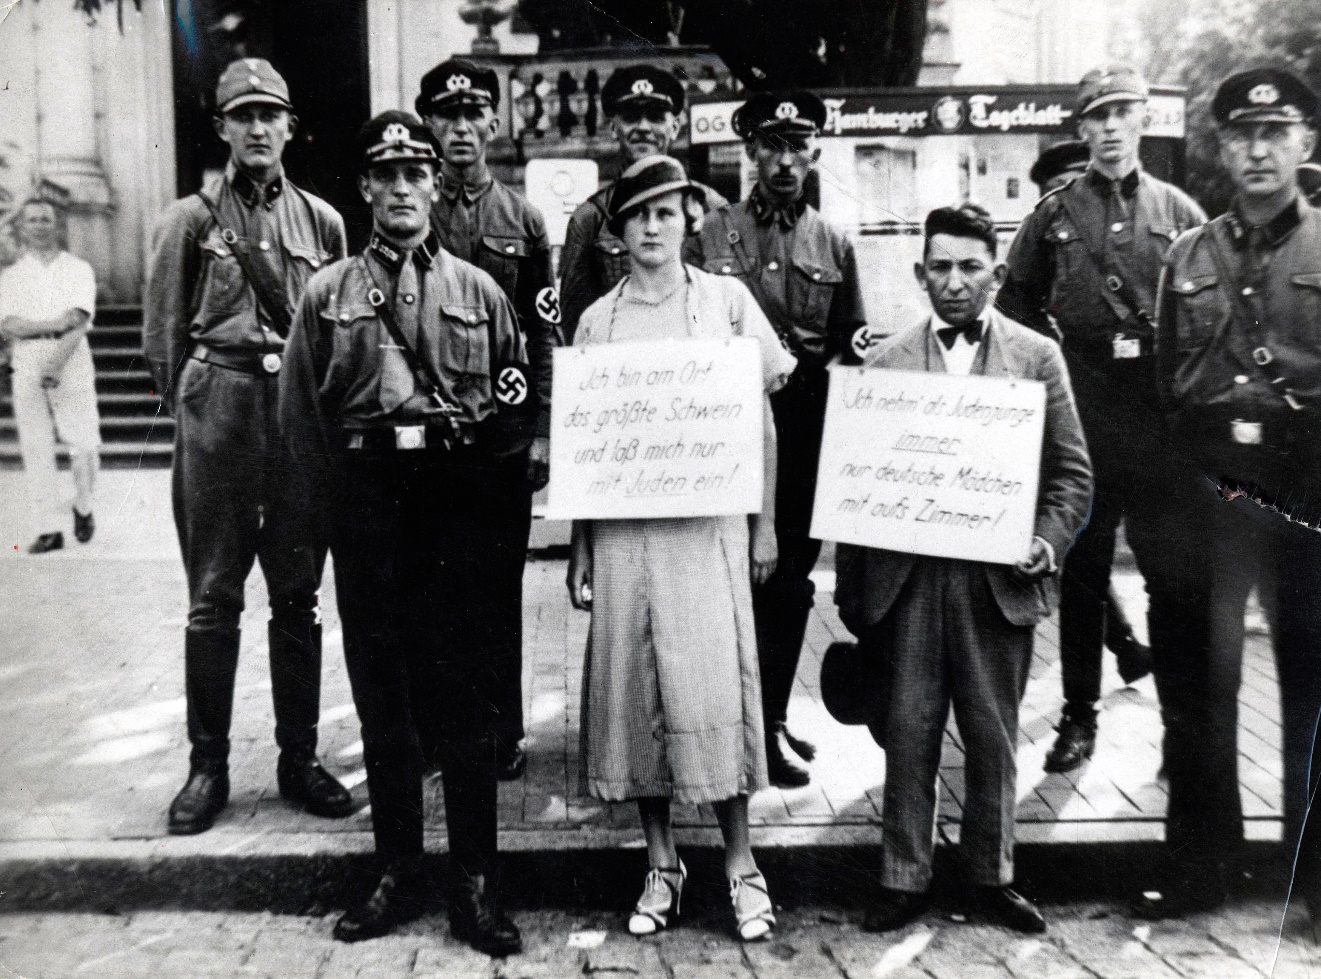 OG
Hamburger Tageblatt
Ich bin am Ort
das größte Schwein
und laß mich nur
mit Juden ein!
Ich nehm' als Judenjunge
immer
nur deutsche Mädchen
mit aufs Zimmer!